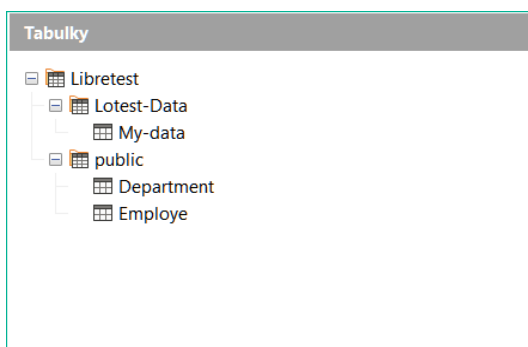 Tabulky
Libretest
Lotest-Data
My-data
public
Department
Employe